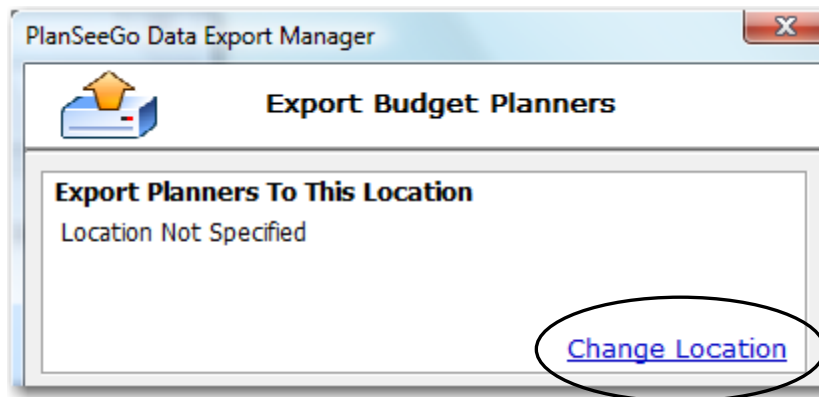 PlanSeeGo Data Export Manager
Export Budget Planners
Export Planners To This Location
Location Not Specified
Change Location